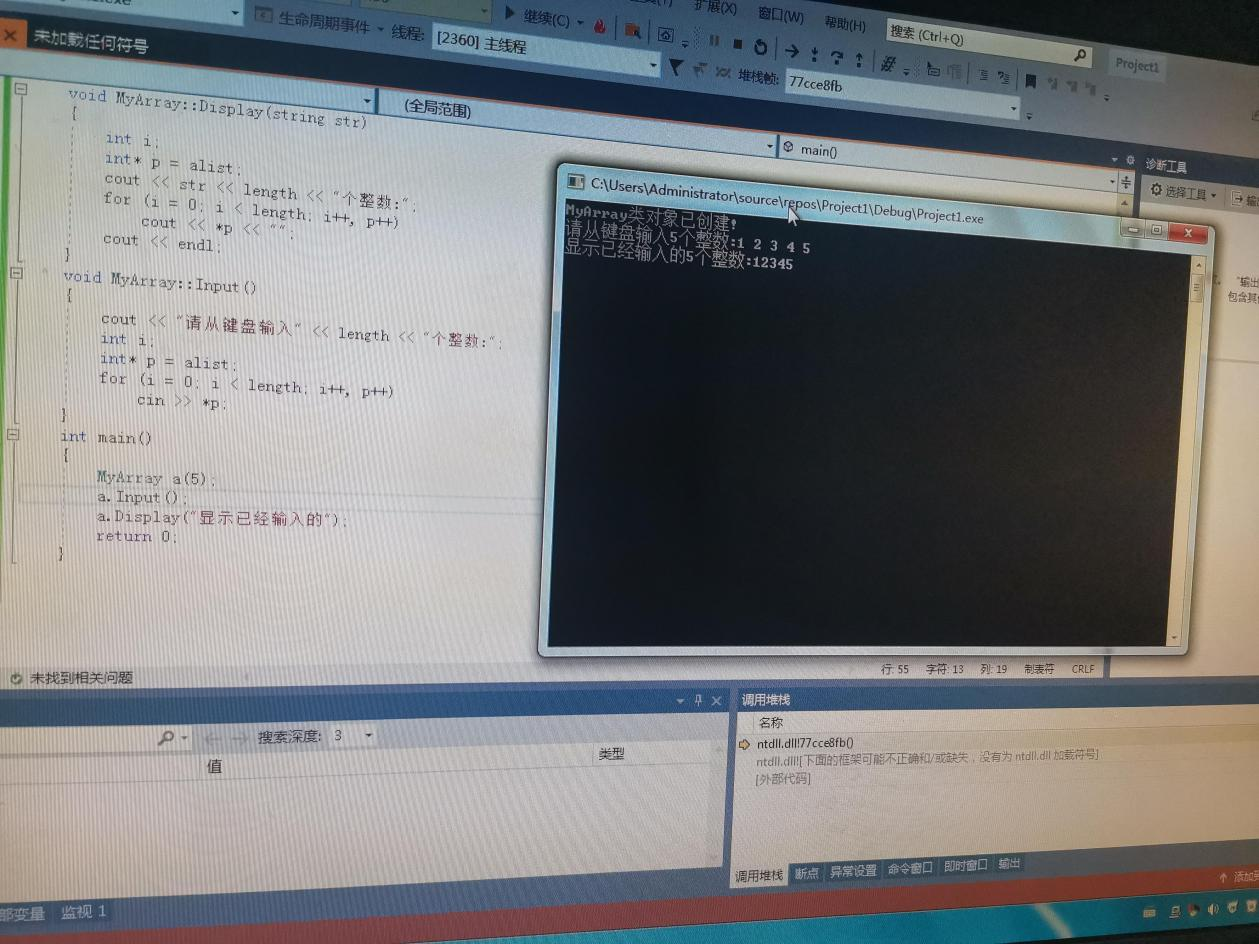 扩展(X) 窗口(W) 帮助(H) 搜索 (Ctrl+Q) Project1
生命周期事件 线程: [2360] 主线程 继续(C) 堆栈帧: 77cce8fb
未加载任何符号
(全局范围) main()
诊断工具
选择工具
void MyArray::Display(string str)
{
int i;
int* p = alist;
cout << str << length << "个整数:";
for (i = 0; i < length; i++, p++)
cout << *p << "";
cout << endl;
}
void MyArray::Input()
{
cout << "请从键盘输入" << length << "个整数:";
int i;
int* p = alist;
for (i = 0; i < length; i++, p++)
cin >> *p;
}
int main()
{
MyArray a(5);
a.Input();
a.Display("显示已经输入的");
return 0;
}
C:\Users\Administrator\source\repos\Project1\Debug\Project1.exe
MyArray类对象已创建!
请从键盘输入5个整数:1 2 3 4 5
显示已经输入的5个整数:12345
"输出
包含其
未找到相关问题
行: 55 字符: 13 列: 19 制表符 CRLF
搜索深度: 3
值 类型
调用堆栈
名称
ntdll.dll!77cce8fb()
ntdll.dll![下面的框架可能不正确和/或缺失，没有为 ntdll.dll 加载符号]
[外部代码]
调用堆栈 断点 异常设置 命令窗口 即时窗口 输出
部变量 监视 1
添加到